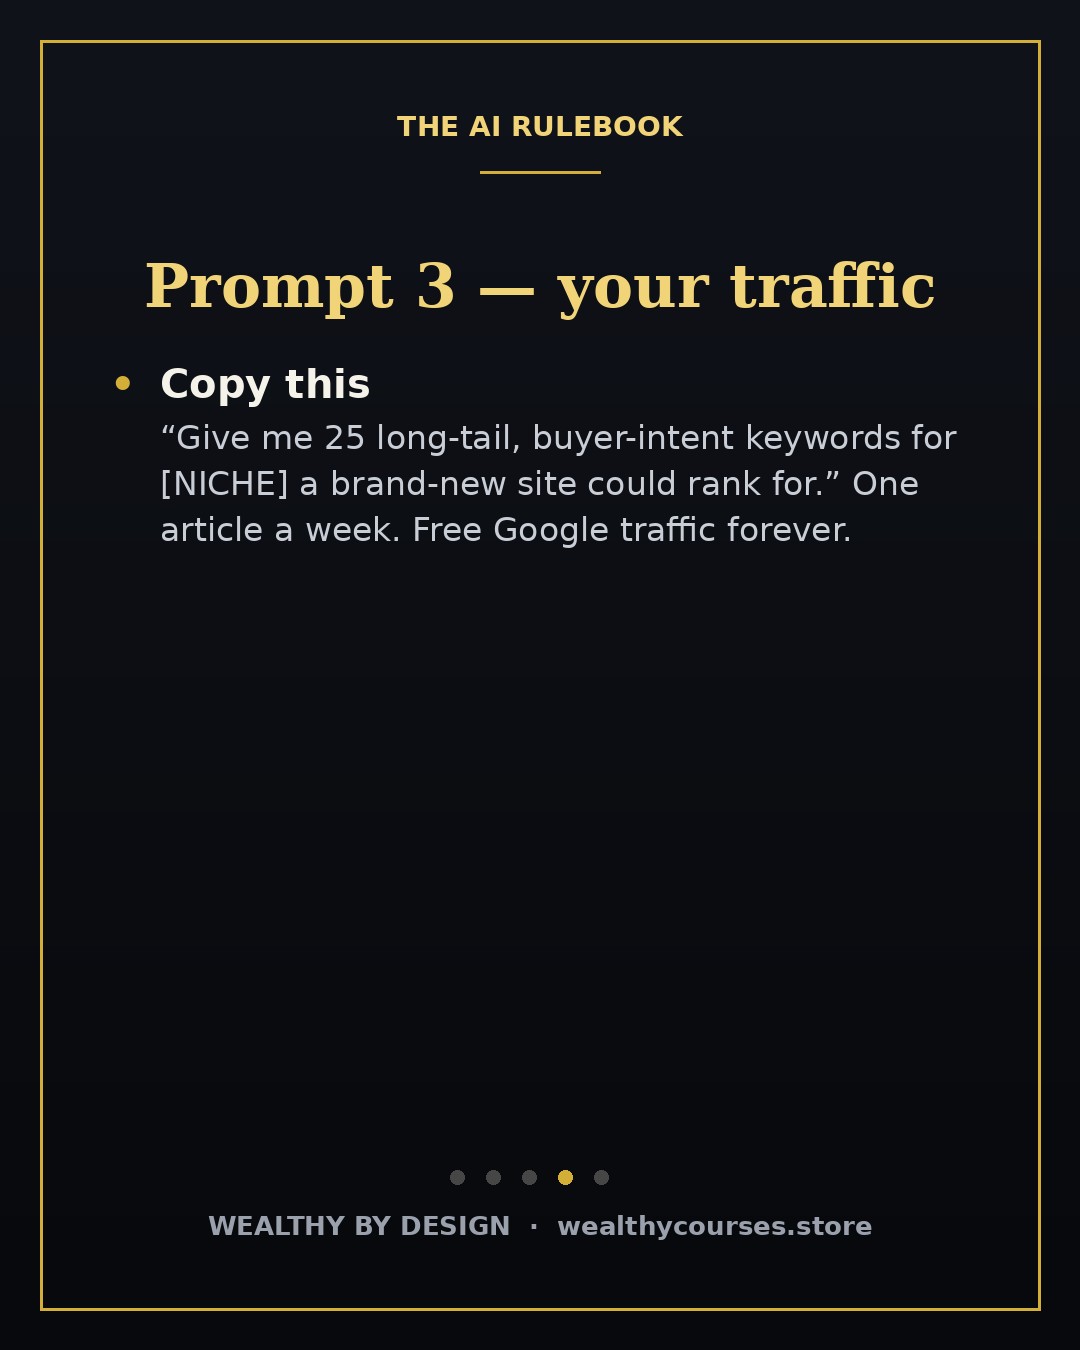 THE AI RULEBOOK
Prompt 3 — your traffic
• Copy this
“Give me 25 long-tail, buyer-intent keywords for
[NICHE] a brand-new site could rank for.” One
article a week. Free Google traffic forever.
WEALTHY BY DESIGN · wealthycourses.store